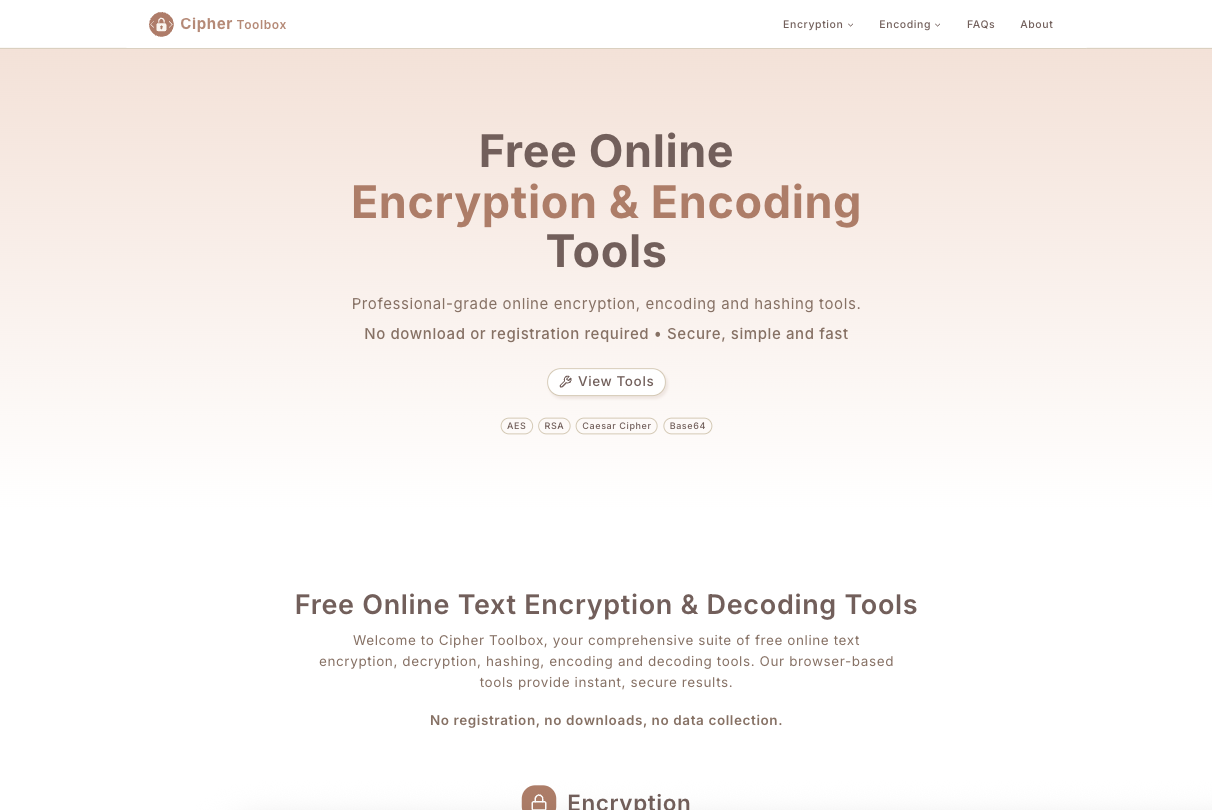 Cipher Toolbox
Encryption
Encoding
FAQs
About
Free Online
Encryption & Encoding
Tools
Professional-grade online encryption, encoding and hashing tools.
No download or registration required • Secure, simple and fast
View Tools
AES
RSA
Caesar Cipher
Base64
Free Online Text Encryption & Decoding Tools
Welcome to Cipher Toolbox, your comprehensive suite of free online text
encryption, decryption, hashing, encoding and decoding tools. Our browser-based
tools provide instant, secure results.
No registration, no downloads, no data collection.
Encryption